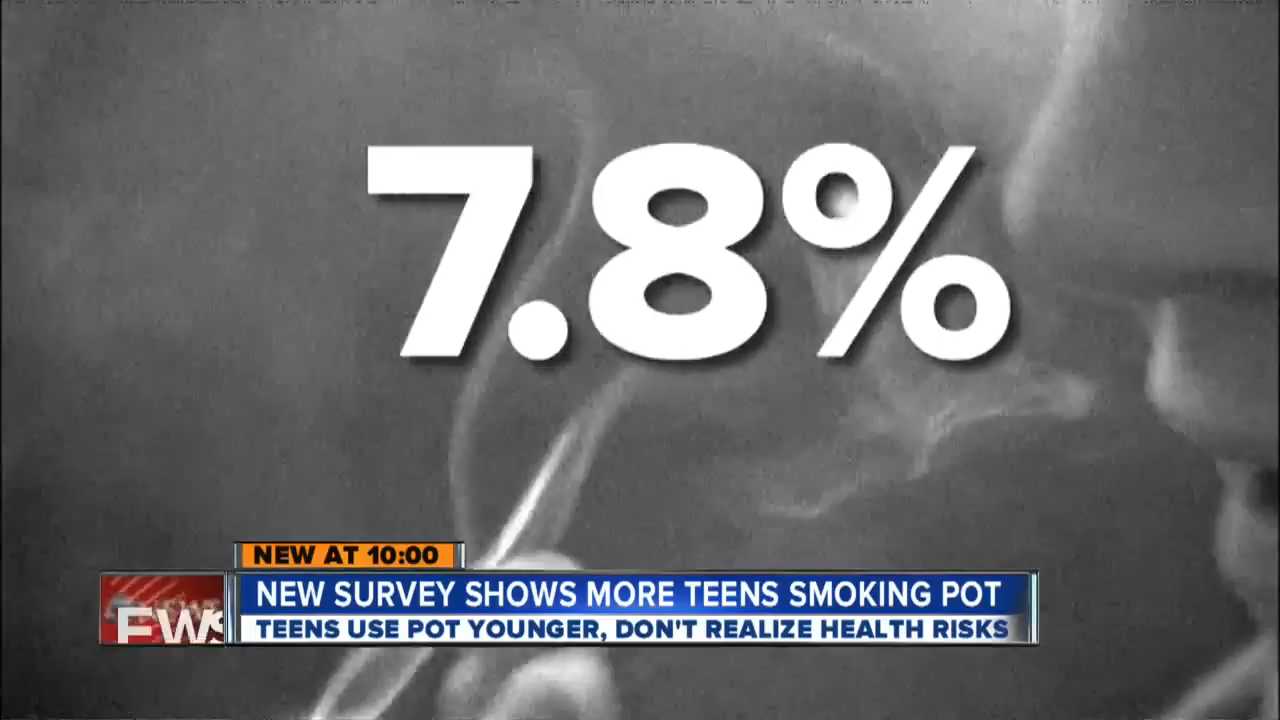 7.8%
NEW AT 10:00
NEW SURVEY SHOWS MORE TEENS SMOKING POT
TEENS USE POT YOUNGER, DON'T REALIZE HEALTH RISKS